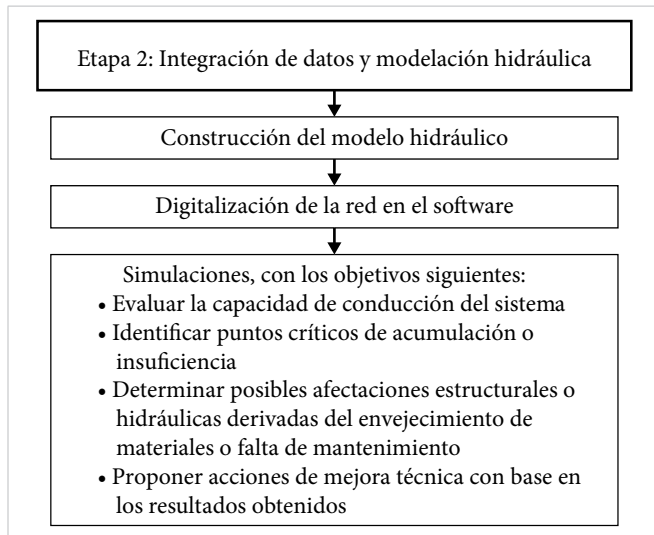 Etapa 2: Integración de datos y modelación hidráulica
Construcción del modelo hidráulico
Digitalización de la red en el software
Simulaciones, con los objetivos siguientes:
• Evaluar la capacidad de conducción del sistema
• Identificar puntos críticos de acumulación o
insuficiencia
• Determinar posibles afectaciones estructurales o
hidráulicas derivadas del envejecimiento de
materiales o falta de mantenimiento
• Proponer acciones de mejora técnica con base en
los resultados obtenidos